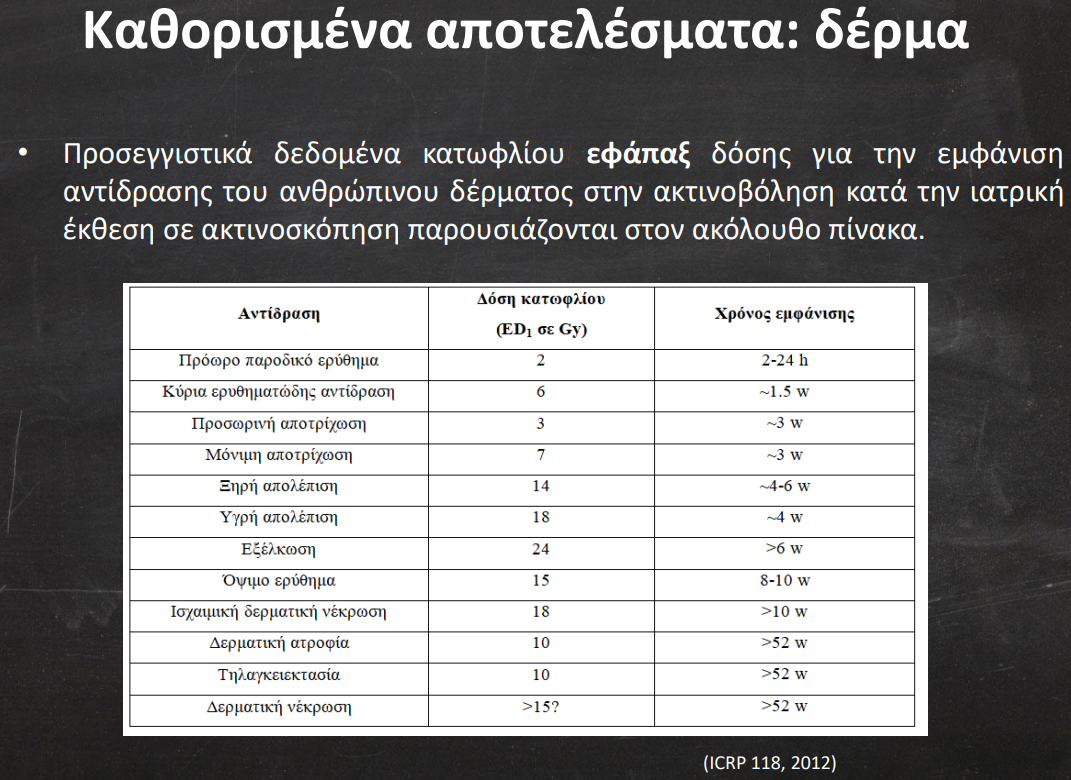 Καθορισμένα αποτελέσματα: δέρμα
• Προσεγγιστικά δεδομένα κατωφλίου εφάπαξ δόσης για την εμφάνιση
αντίδρασης του ανθρώπινου δέρματος στην ακτινοβόληση κατά την ιατρική
έκθεση σε ακτινοσκόπηση παρουσιάζονται στον ακόλουθο πίνακα.
Αντίδραση Δόση κατωφλίου (ED₁ σε Gy) Χρόνος εμφάνισης
Πρόωρο παροδικό ερύθημα 2 2-24 h
Κύρια ερυθηματώδης αντίδραση 6 ~1.5 w
Προσωρινή αποτρίχωση 3 ~3 w
Μόνιμη αποτρίχωση 7 ~3 w
Ξηρή απολέπιση 14 ~4-6 w
Υγρή απολέπιση 18 ~4 w
Εξέλκωση 24 >6 w
Όψιμο ερύθημα 15 8-10 w
Ισχαιμική δερματική νέκρωση 18 >10 w
Δερματική ατροφία 10 >52 w
Τηλαγκειεκτασία 10 >52 w
Δερματική νέκρωση >15? >52 w
(ICRP 118, 2012)